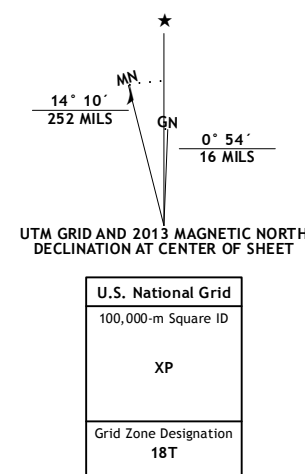 MN
14° 10´
252 MILS
GN
0° 54´
16 MILS
UTM GRID AND 2013 MAGNETIC NORTH
DECLINATION AT CENTER OF SHEET
U.S. National Grid
100,000-m Square ID
XP
Grid Zone Designation
18T